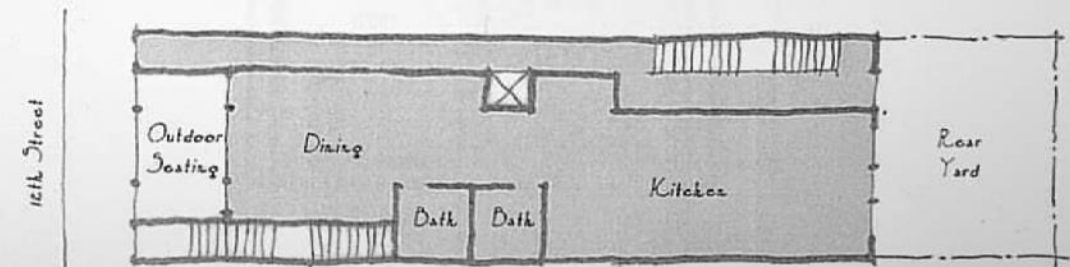 12th Street
Outdoor
Seating
Dining
Bath
Bath
Kitchen
Rear
Yard